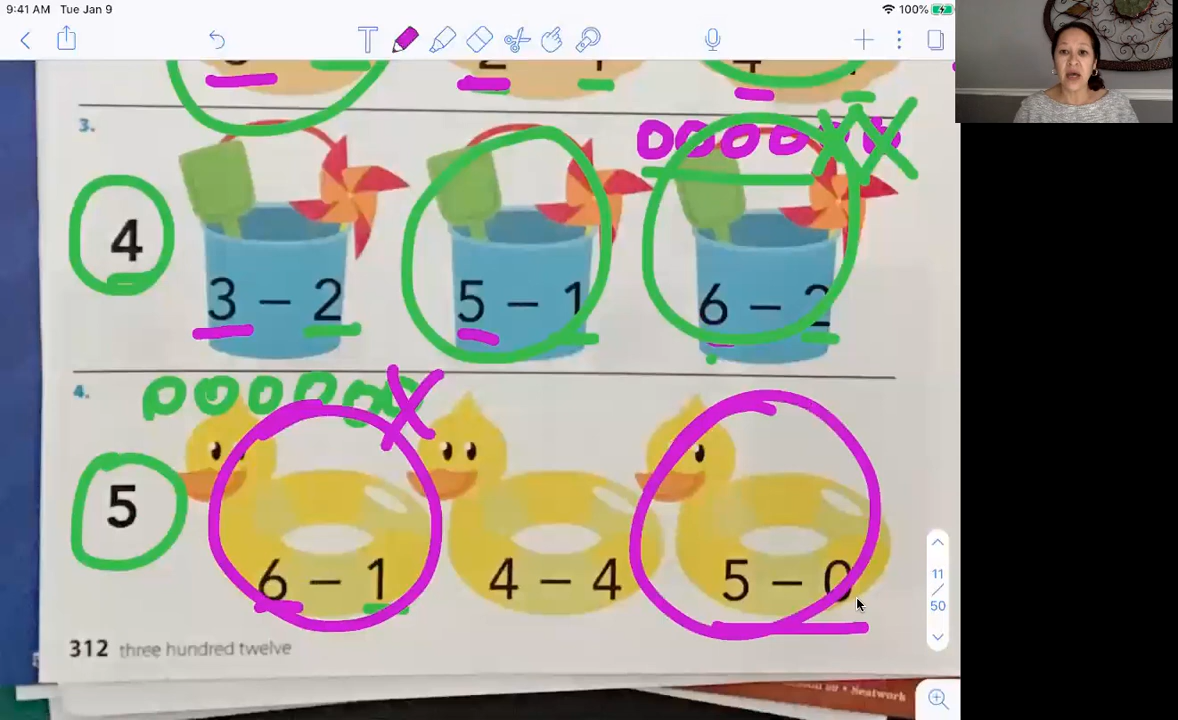 9:41 AM Tue Jan 9 100%
T
3.
4 3 – 2 5 – 1 6 – 2
4.
5 6 – 1 4 – 4 5 – 0
11
/
50
312 three hundred twelve
Seatwork